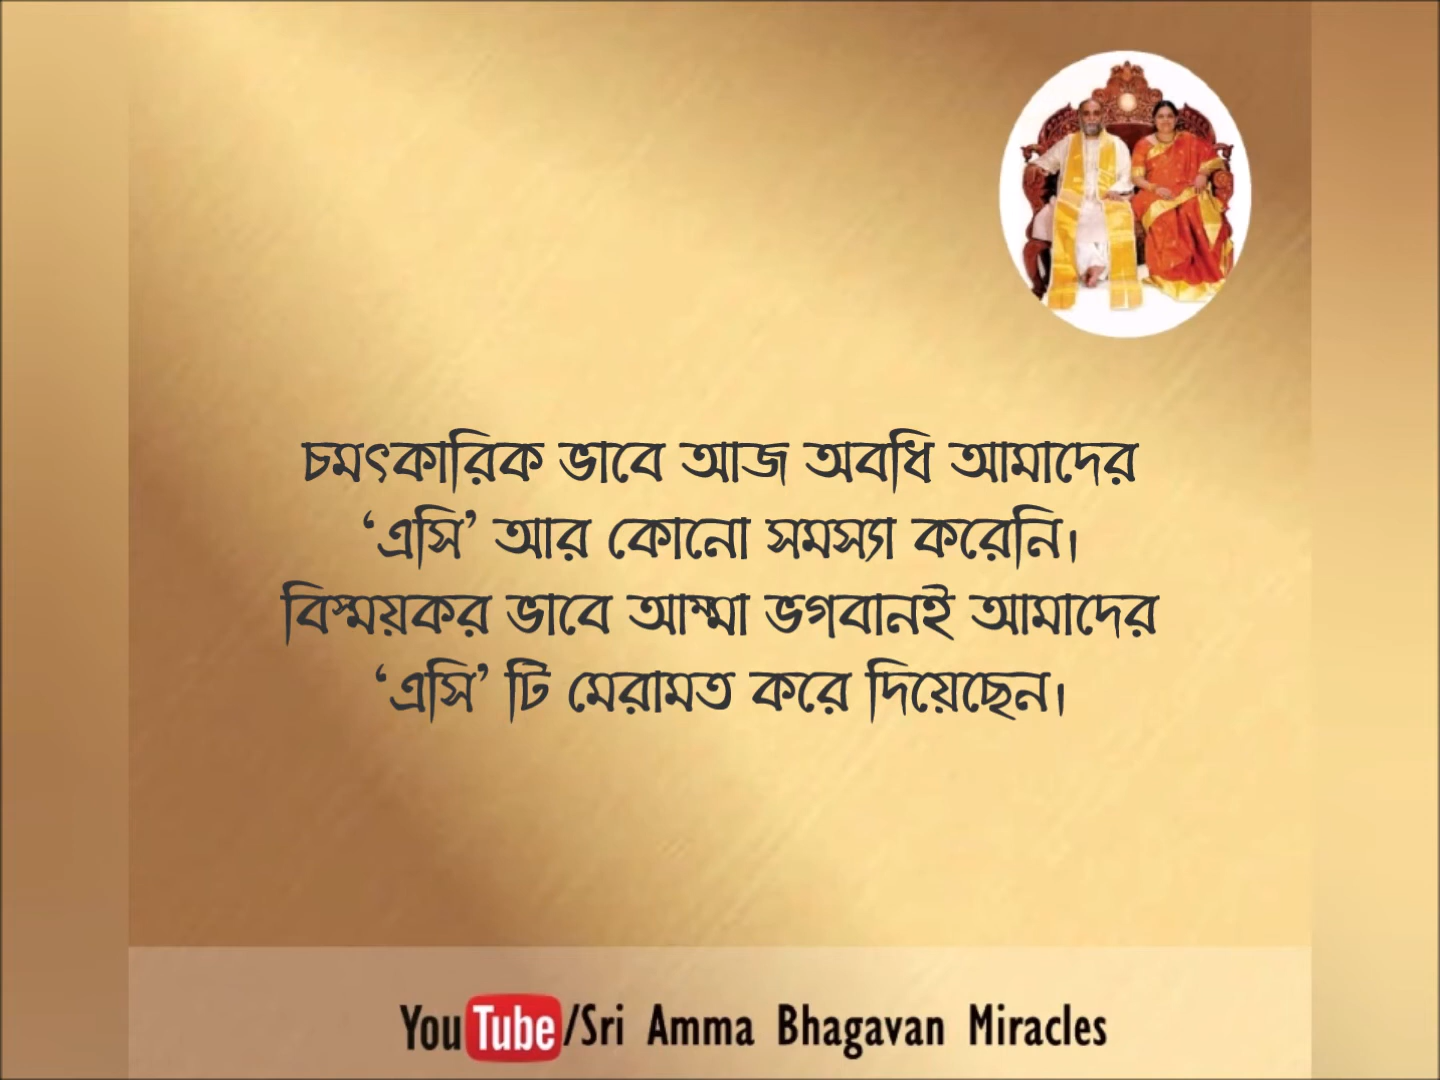 চমৎকারিক ভাবে আজ অবধি আমাদের
‘এসি’ আর কোনো সমস্যা করেনি।
বিস্ময়কর ভাবে আম্মা ভগবানই আমাদের
‘এসি’ টি মেরামত করে দিয়েছেন।
YouTube/Sri Amma Bhagavan Miracles